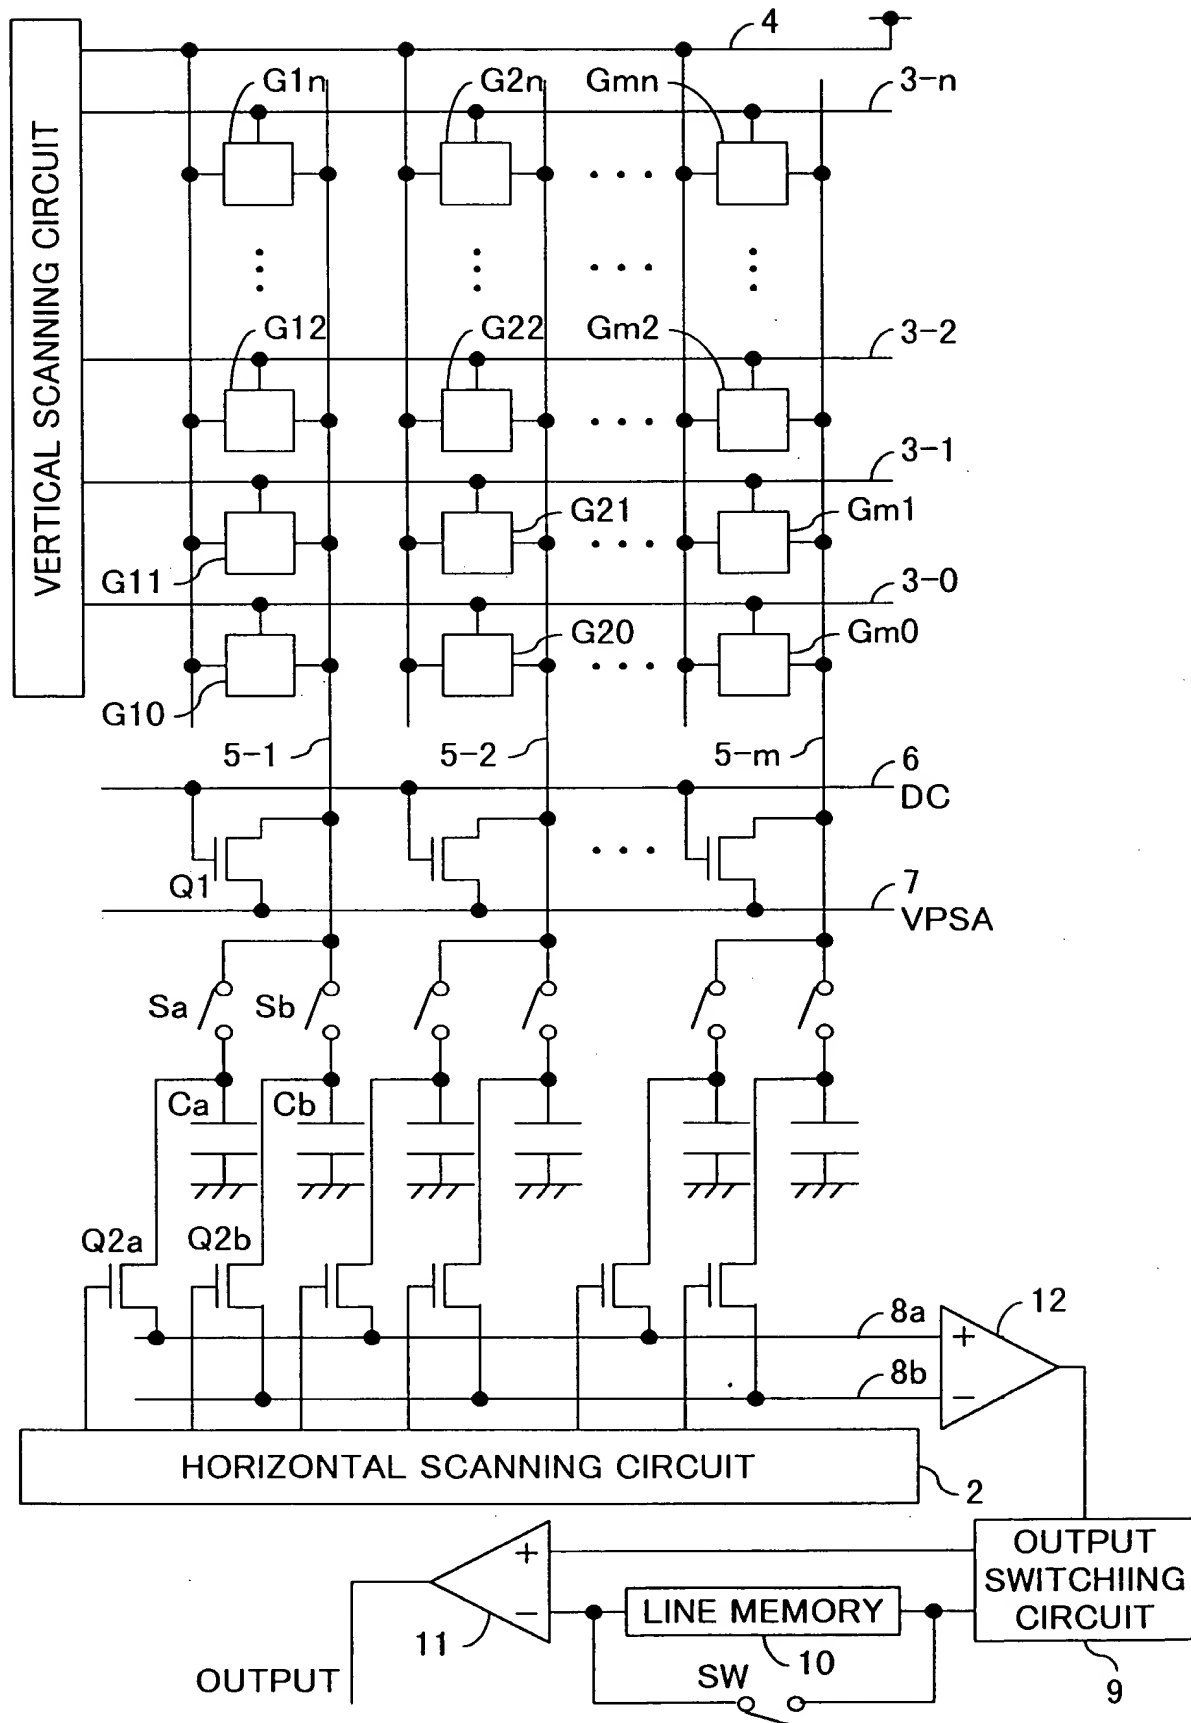 4
G1n G2n Gmn 3-n
VERTICAL SCANNING CIRCUIT
G12 G22 Gm2 3-2
3-1
G21 Gm1
G11
3-0
G20 Gm0
G10
5-1 5-2 5-m 6
DC
Q1
7
VPSA
Sa Sb
Ca Cb
Q2a Q2b
8a 12
+
8b
−
HORIZONTAL SCANNING CIRCUIT
2
+
OUTPUT
SWITCHIING
CIRCUIT
−
LINE MEMORY
11
10
9
OUTPUT
SW